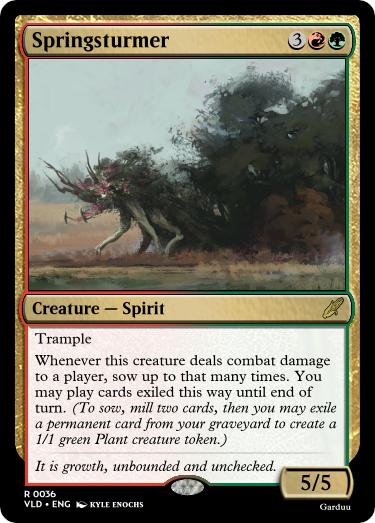 Springsturmer 3
Creature — Spirit
Trample
Whenever this creature deals combat damage
to a player, sow up to that many times. You
may play cards exiled this way until end of
turn. (To sow, mill two cards, then you may exile
a permanent card from your graveyard to create a
1/1 green Plant creature token.)
It is growth, unbounded and unchecked.
5/5
R 0036
VLD • ENG KYLE ENOCHS
Garduu